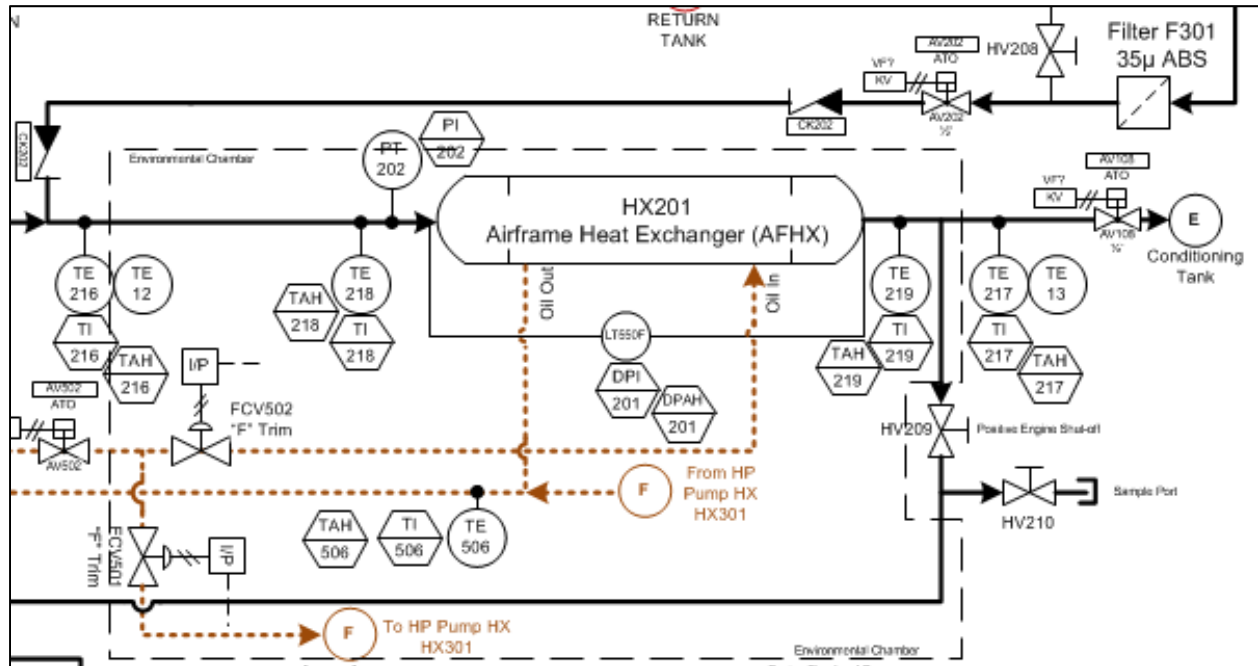 N
RETURN
TANK
HV208
Filter F301
35µ ABS
AV202
ATO
VF?
KV
AV202
½"
CK202
CK202
Environmental Chamber
PT
202
PI
202
HX201
Airframe Heat Exchanger (AFHX)
AV108
ATO
VF?
KV
AV108
E
Conditioning
Tank
TE
216
TE
12
TI
216
TAH
216
TAH
218
TE
218
TI
218
Oil Out
Oil In
LT550F
DPI
201
DPAH
201
TE
219
TI
219
TAH
219
TE
217
TE
13
TI
217
TAH
217
I/P
AV502
ATO
AV502
FCV502
"F" Trim
HV209
Positive Engine Shut-off
F
From HP
Pump HX
HX301
Sample Port
HV210
TAH
506
TI
506
TE
506
FCV501
"F" Trim
I/P
F
To HP Pump HX
HX301
Environmental Chamber